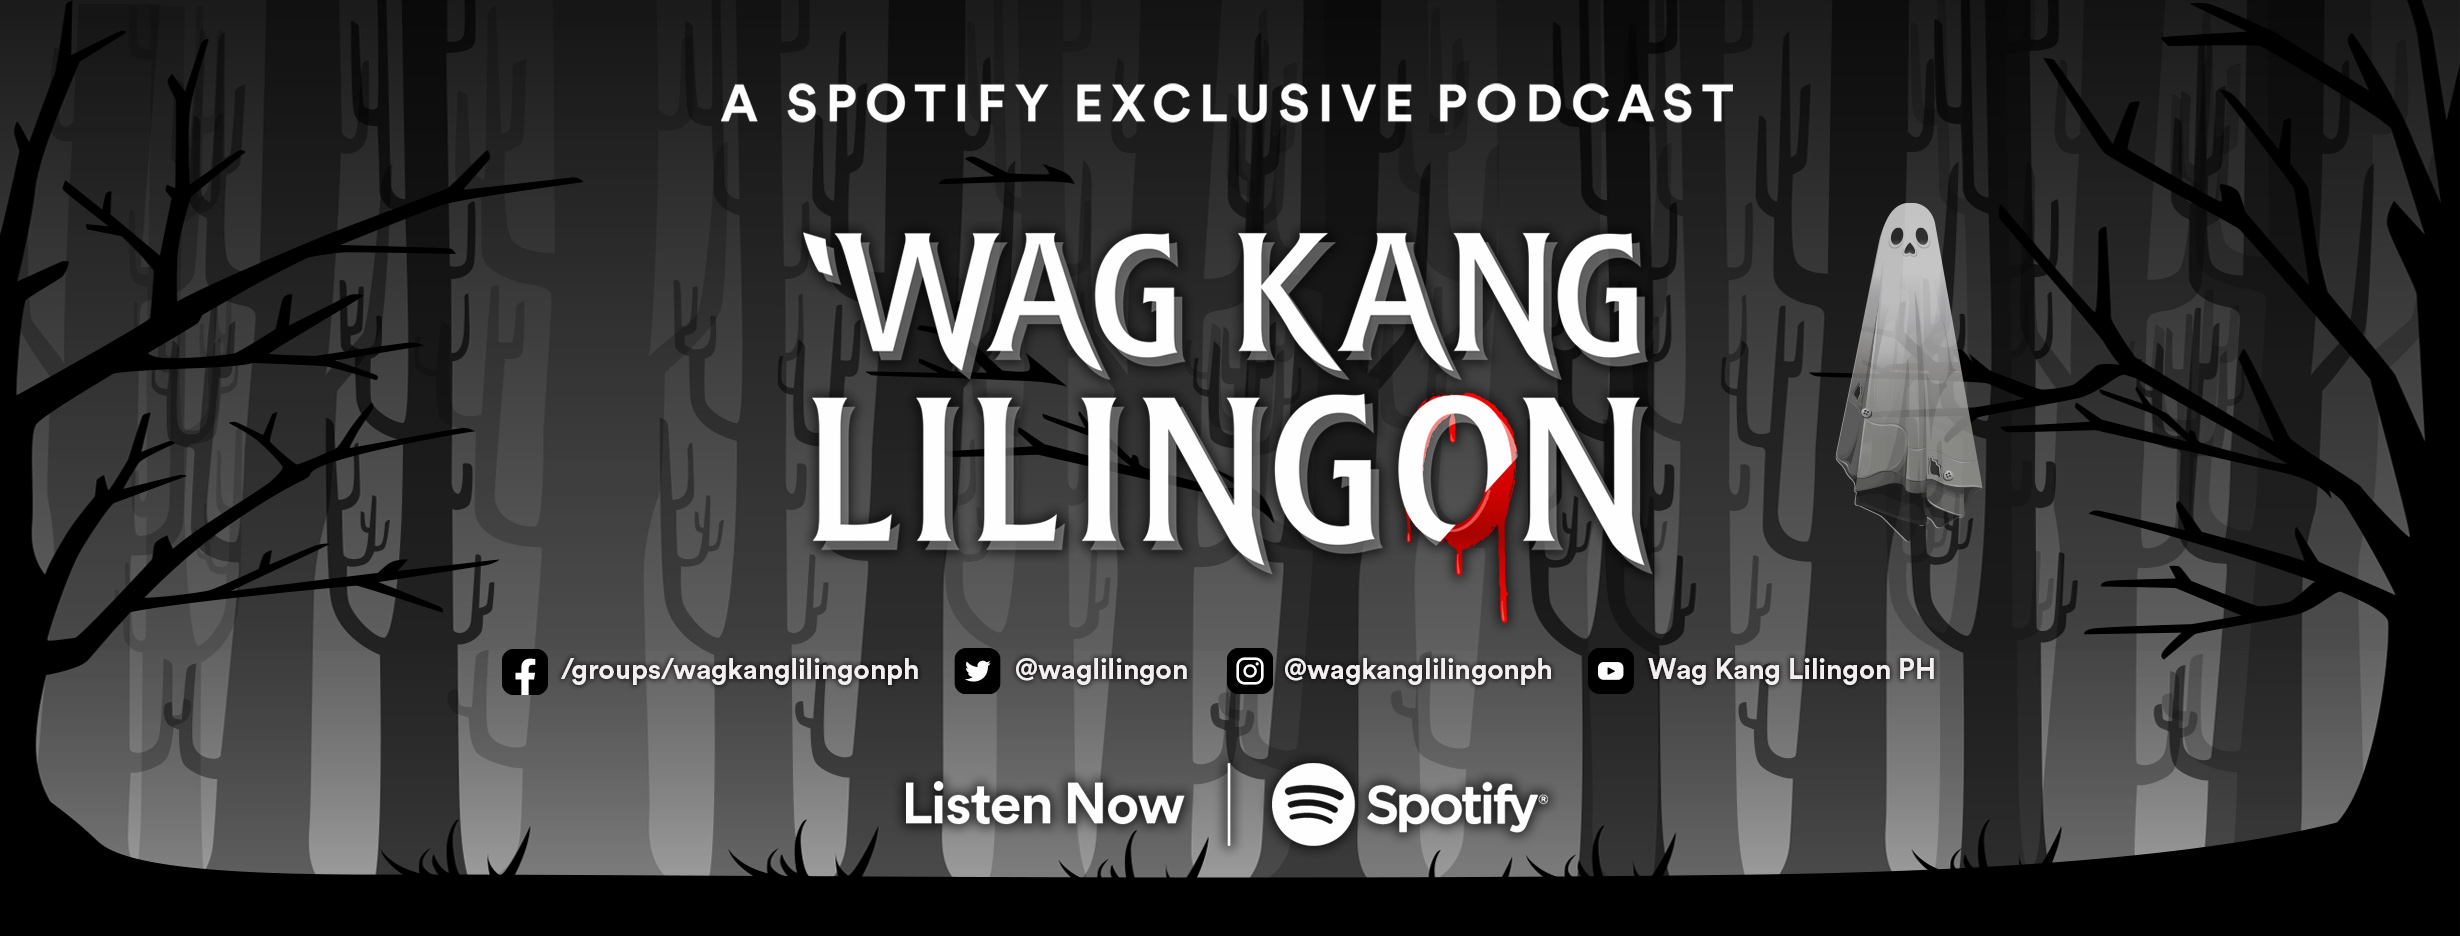 A SPOTIFY EXCLUSIVE PODCAST
'WAG KANG
LILINGON
/groups/wagkanglilingonph @waglilingon @wagkanglilingonph Wag Kang Lilingon PH
Listen Now | Spotify®